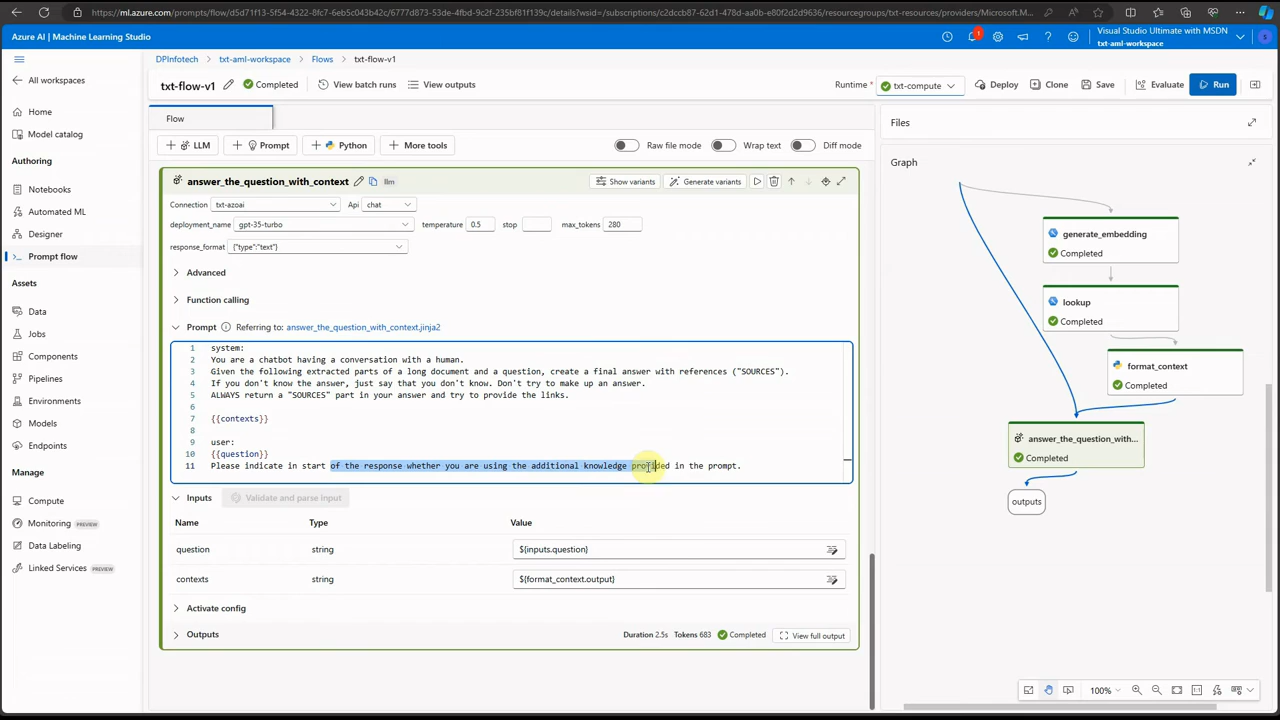 https://ml.azure.com/prompts/flow/d5d71f13-5f64-4317-8fc7-6eb5c043b42c/6777d873-53de-49c9-9c2f-235bf81f139c/details?wsid=/subscriptions/c2dccb87-62d1-478d-aa0b-e80f2d2d9636/resourcegroups/txt-resources/providers/Microsoft.M...
Azure AI | Machine Learning Studio
1
Visual Studio Ultimate with MSDN
txt-aml-workspace
S
All workspaces
Home
Model catalog
Authoring
Notebooks
Automated ML
Designer
Prompt flow
Assets
Data
Jobs
Components
Pipelines
Environments
Models
Endpoints
Manage
Compute
Monitoring PREVIEW
Data Labeling
Linked Services PREVIEW
DPInfotech > txt-aml-workspace > Flows > txt-flow-v1
txt-flow-v1 Completed View batch runs View outputs
Runtime • txt-compute Deploy Clone Save Evaluate Run
Flow
+ LLM + Prompt + Python + More tools Raw file mode Wrap text Diff mode
answer_the_question_with_context llm Show variants Generate variants
Connection txt-azoai Api chat
deployment_name gpt-35-turbo temperature 0.5 stop max_tokens 280
response_format {"type":"text"}
Advanced
Function calling
Prompt Referring to: answer_the_question_with_context.jinja2
1 system:
2 You are a chatbot having a conversation with a human.
3 Given the following extracted parts of a long document and a question, create a final answer with references ("SOURCES").
4 If you don't know the answer, just say that you don't know. Don't try to make up an answer.
5 ALWAYS return a "SOURCES" part in your answer and try to provide the links.
6
7 {{contexts}}
8
9 user:
10 {{question}}
11 Please indicate in start of the response whether you are using the additional knowledge provided in the prompt.
Inputs Validate and parse input
Name Type Value
question string ${inputs.question}
contexts string ${format_context.output}
Activate config
Outputs Duration 2.5s Tokens 683 Completed View full output
Files
Graph
generate_embedding
Completed
lookup
Completed
format_context
Completed
answer_the_question_with...
Completed
outputs
100%